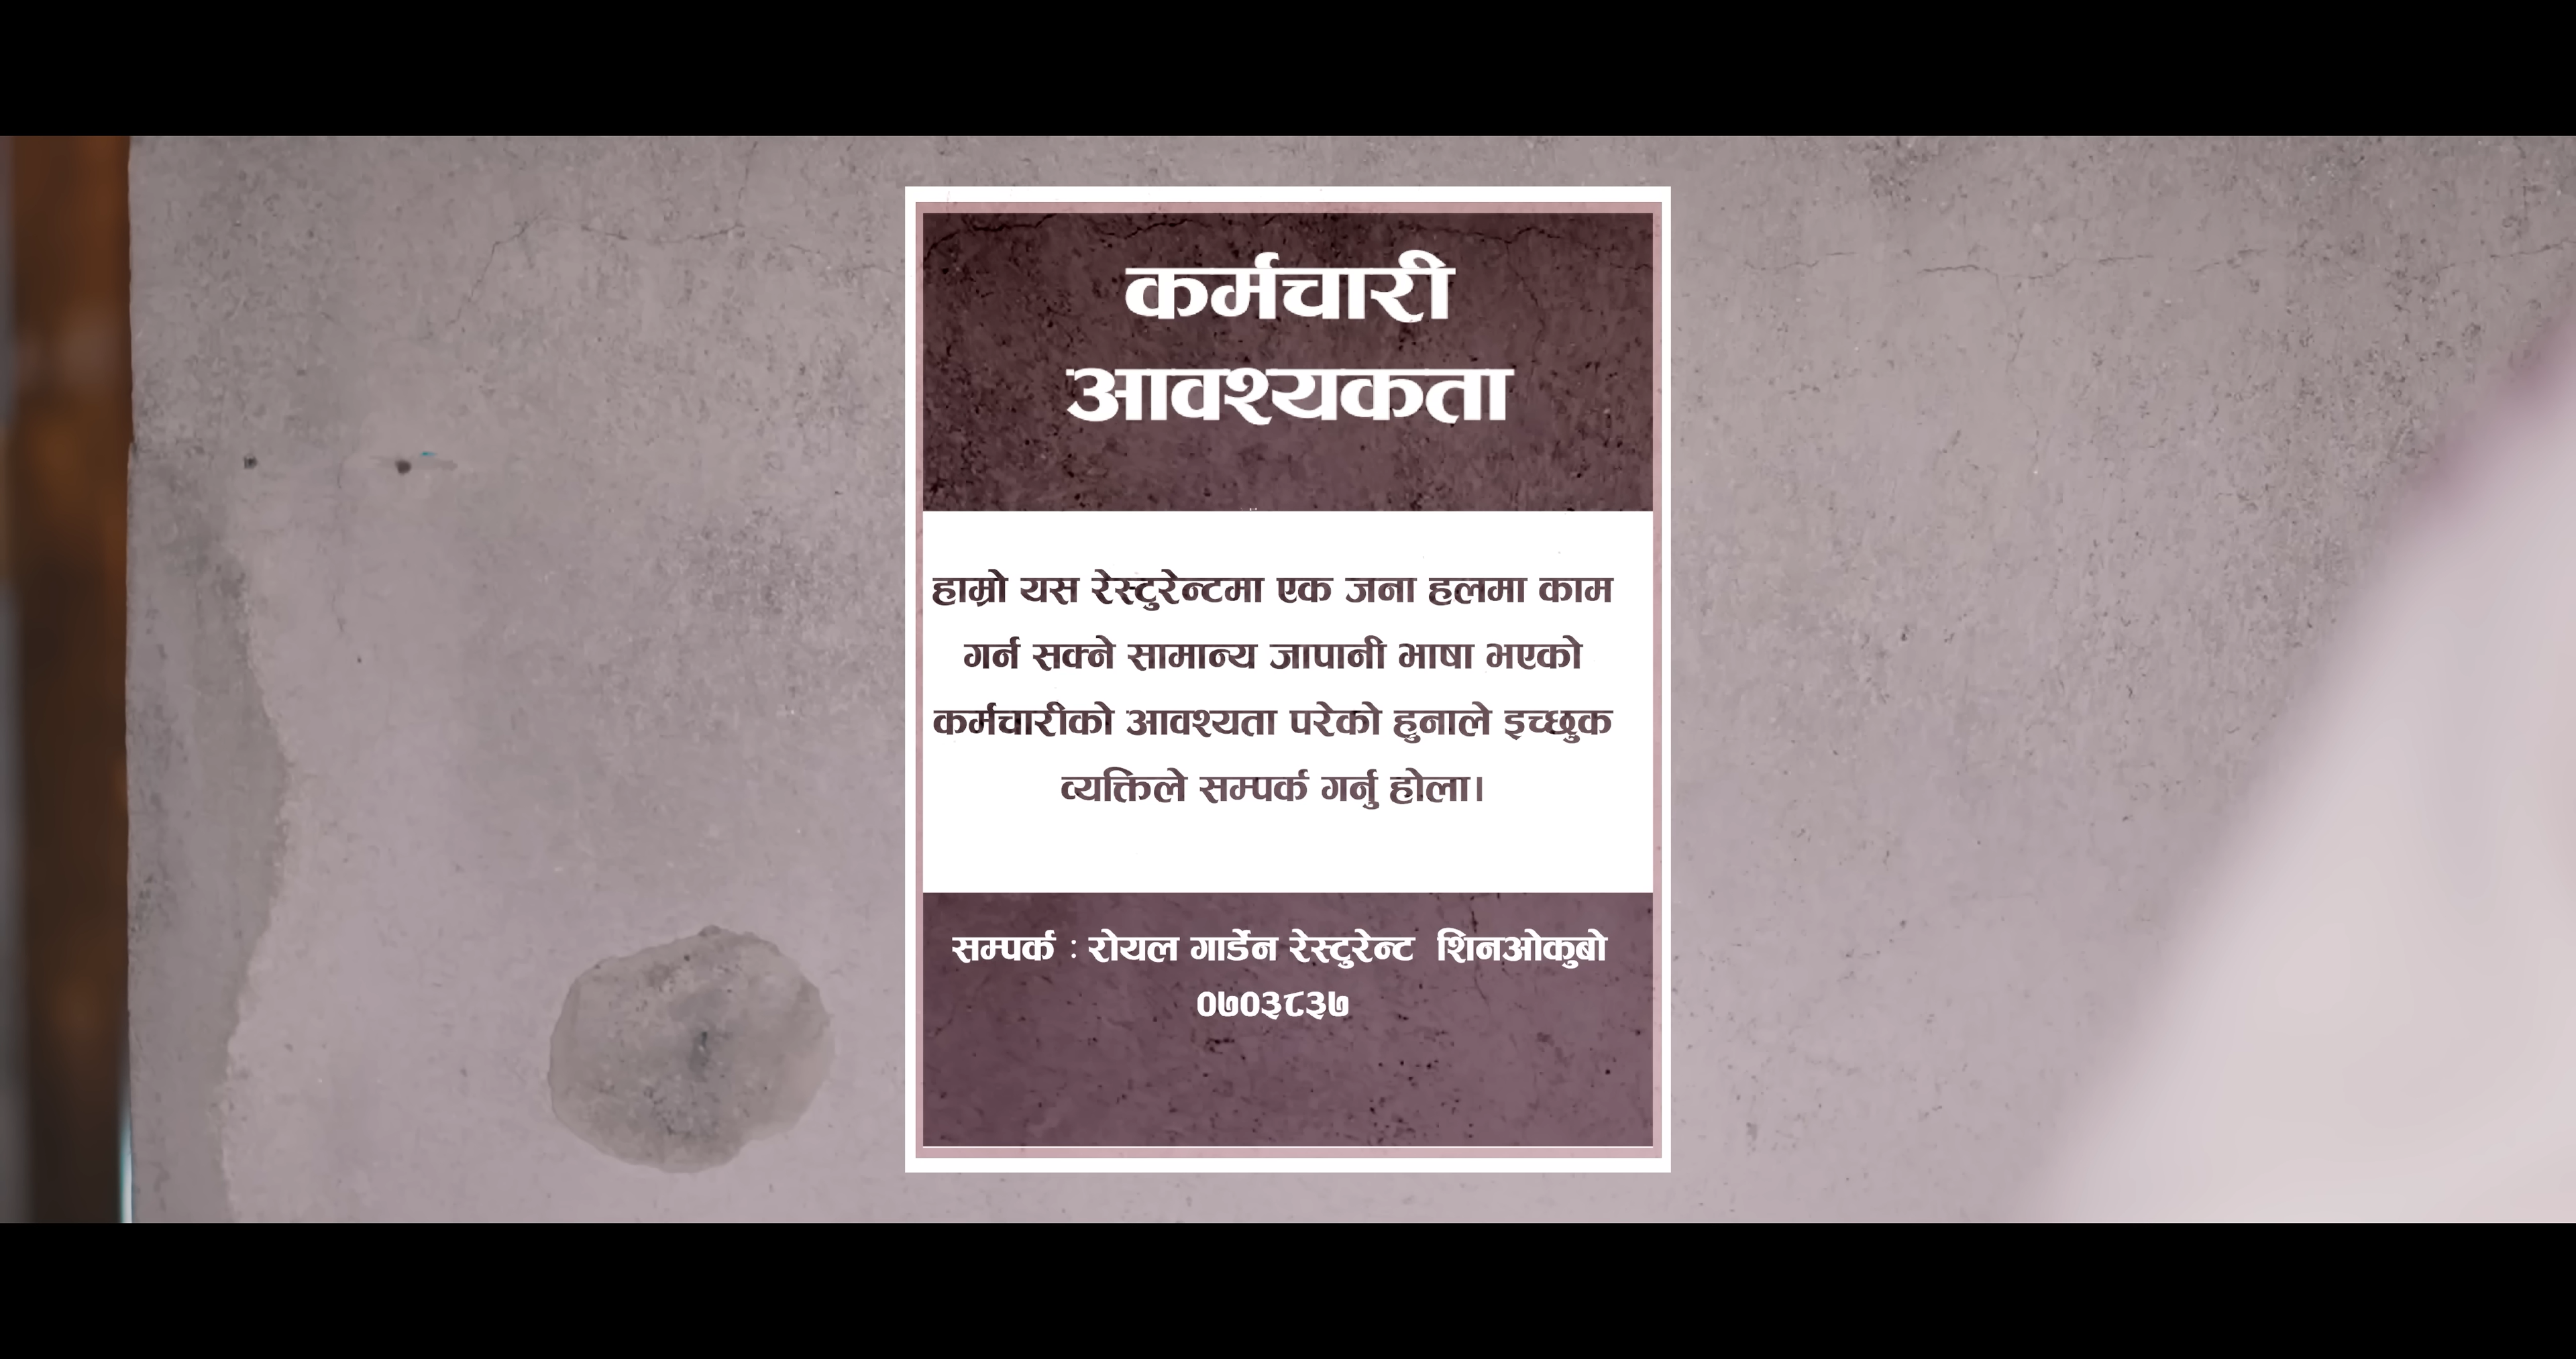 कर्मचारी
आवश्यकता
हाम्रो यस रेस्टुरेन्टमा एक जना हलमा काम
गर्न सक्ने सामान्य जापानी भाषा भएको
कर्मचारीको आवश्यता परेको हुनाले इच्छुक
व्यक्तिले सम्पर्क गर्नु होला।
सम्पर्क : रोयल गार्डेन रेस्टुरेन्ट शिनओकुबो
०७०३८३७